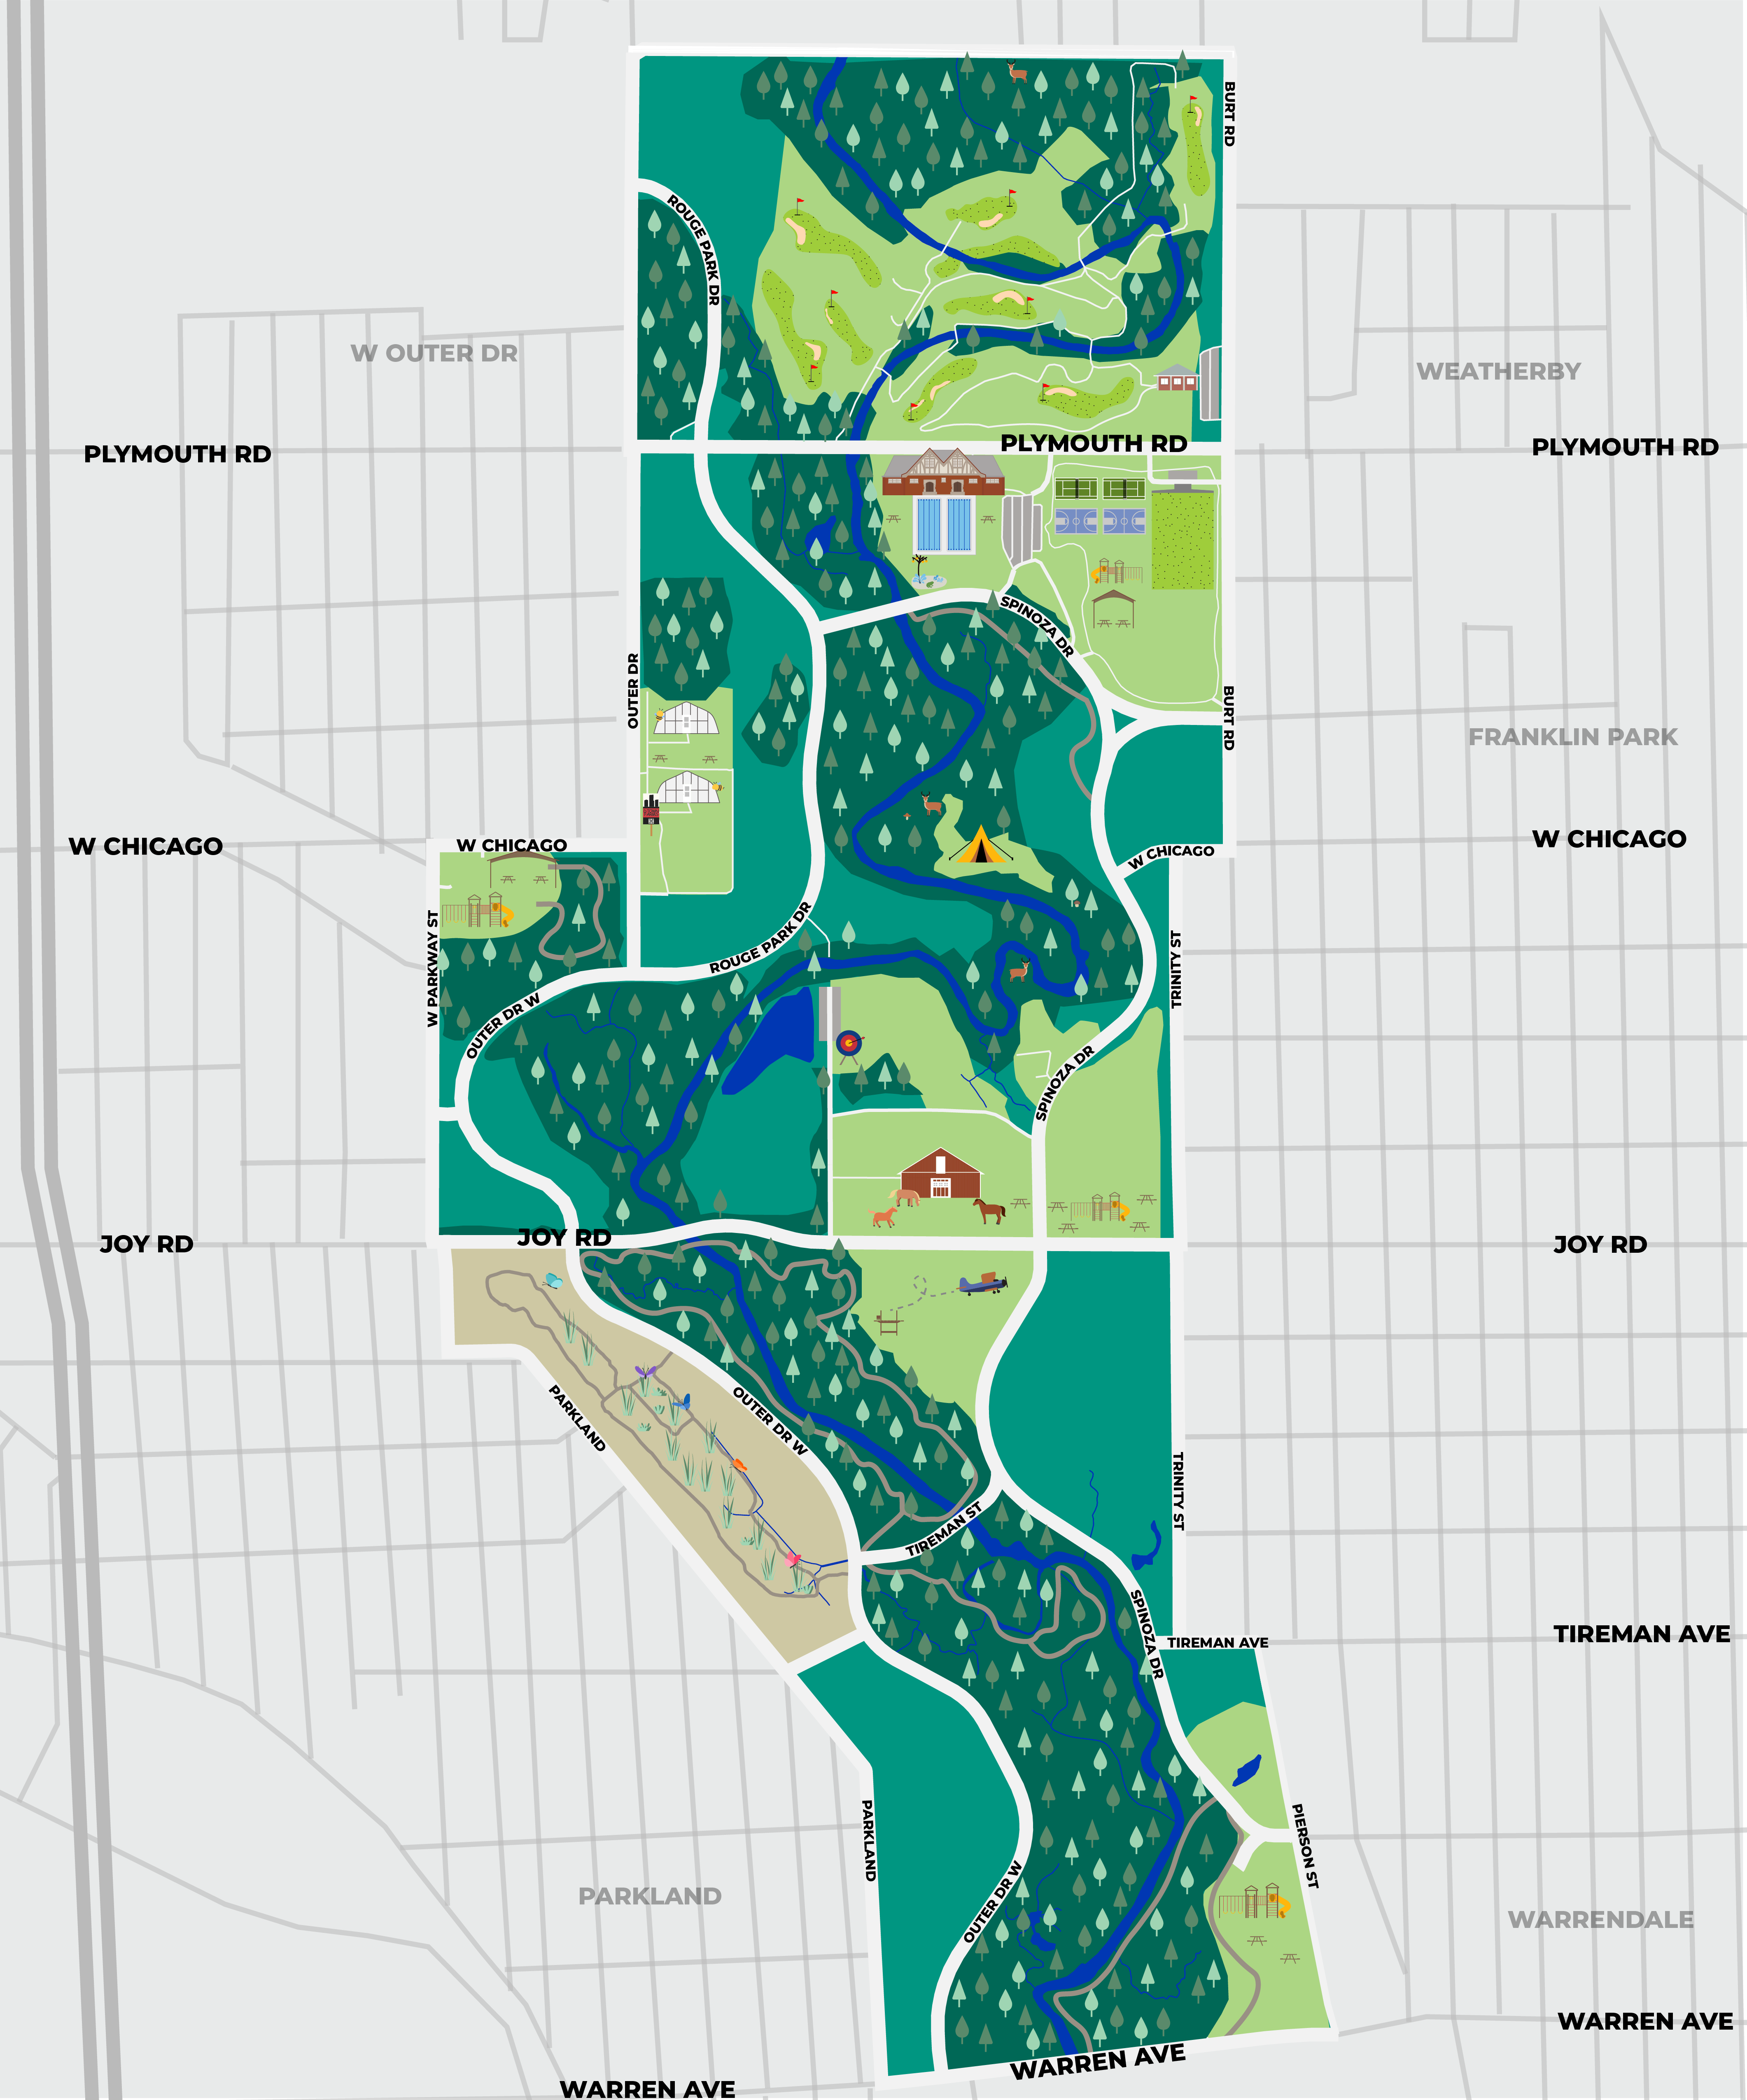 BURT RD
ROUGE PARK DR
W OUTER DR
WEATHERBY
PLYMOUTH RD
PLYMOUTH RD
PLYMOUTH RD
SPINOZA DR
OUTER DR
BURT RD
FRANKLIN PARK
W CHICAGO
W CHICAGO
W CHICAGO
W CHICAGO
W PARKWAY ST
ROUGE PARK DR
TRINITY ST
OUTER DR W
SPINOZA DR
JOY RD
JOY RD
JOY RD
PARKLAND
OUTER DR W
TRINITY ST
TIREMAN ST
SPINOZA DR
TIREMAN AVE
TIREMAN AVE
PARKLAND
PIERSON ST
PARKLAND
OUTER DR W
WARRENDALE
WARREN AVE
WARREN AVE
WARREN AVE